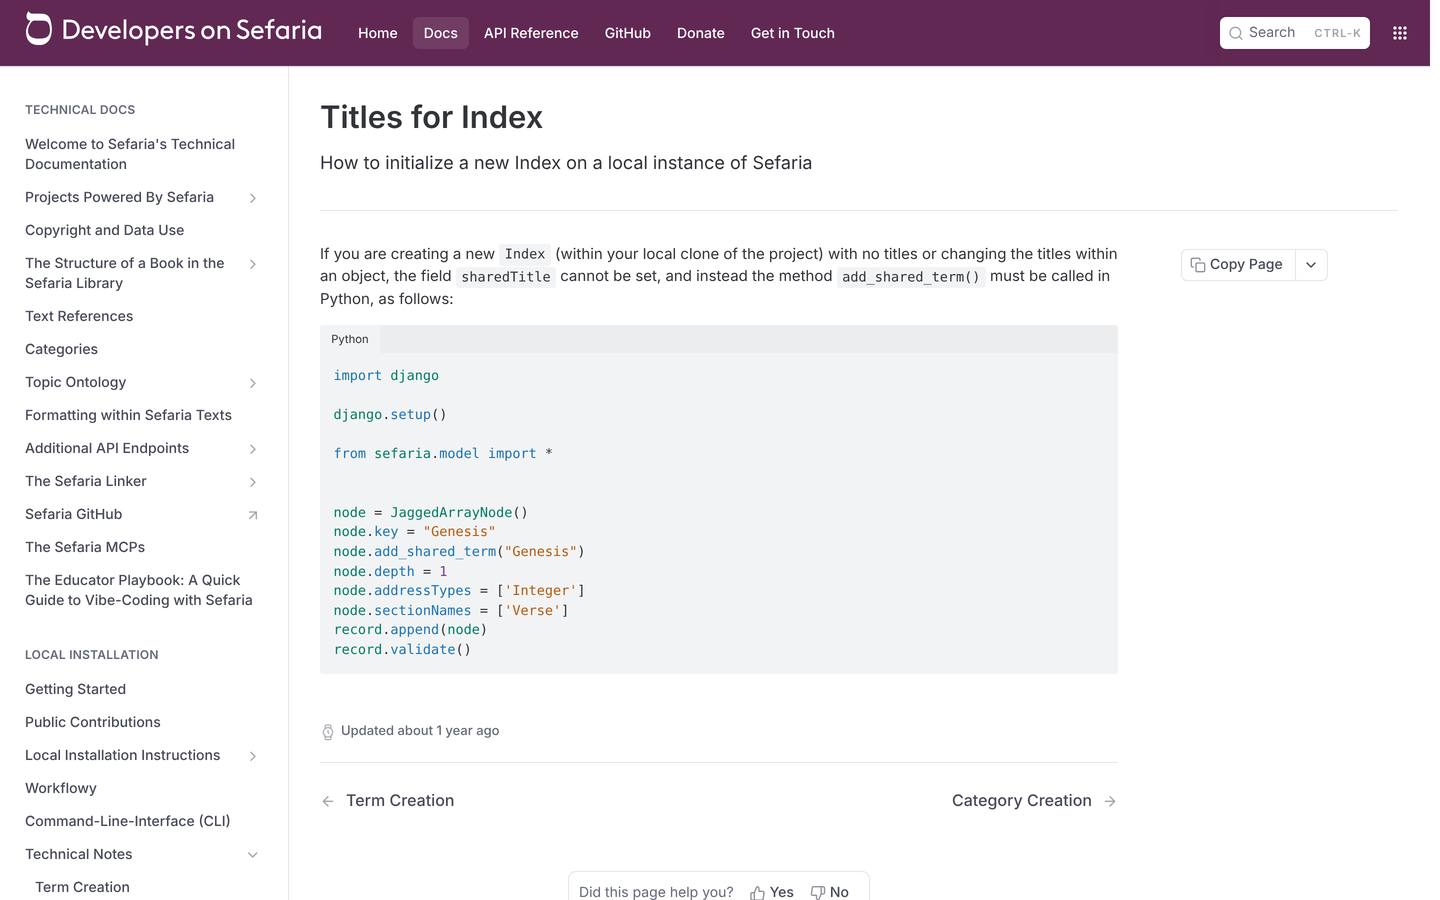 Developers on Sefaria
Home
Docs
API Reference
GitHub
Donate
Get in Touch
Search CTRL-K
TECHNICAL DOCS
Welcome to Sefaria's Technical
Documentation
Projects Powered By Sefaria
Copyright and Data Use
The Structure of a Book in the
Sefaria Library
Text References
Categories
Topic Ontology
Formatting within Sefaria Texts
Additional API Endpoints
The Sefaria Linker
Sefaria GitHub
The Sefaria MCPs
The Educator Playbook: A Quick
Guide to Vibe-Coding with Sefaria
LOCAL INSTALLATION
Getting Started
Public Contributions
Local Installation Instructions
Workflowy
Command-Line-Interface (CLI)
Technical Notes
Term Creation
Titles for Index
How to initialize a new Index on a local instance of Sefaria
If you are creating a new Index (within your local clone of the project) with no titles or changing the titles within
an object, the field sharedTitle cannot be set, and instead the method add_shared_term() must be called in
Python, as follows:
Copy Page
Python
import django
django.setup()
from sefaria.model import *
node = JaggedArrayNode()
node.key = "Genesis"
node.add_shared_term("Genesis")
node.depth = 1
node.addressTypes = ['Integer']
node.sectionNames = ['Verse']
record.append(node)
record.validate()
Updated about 1 year ago
Term Creation
Category Creation
Did this page help you? Yes No